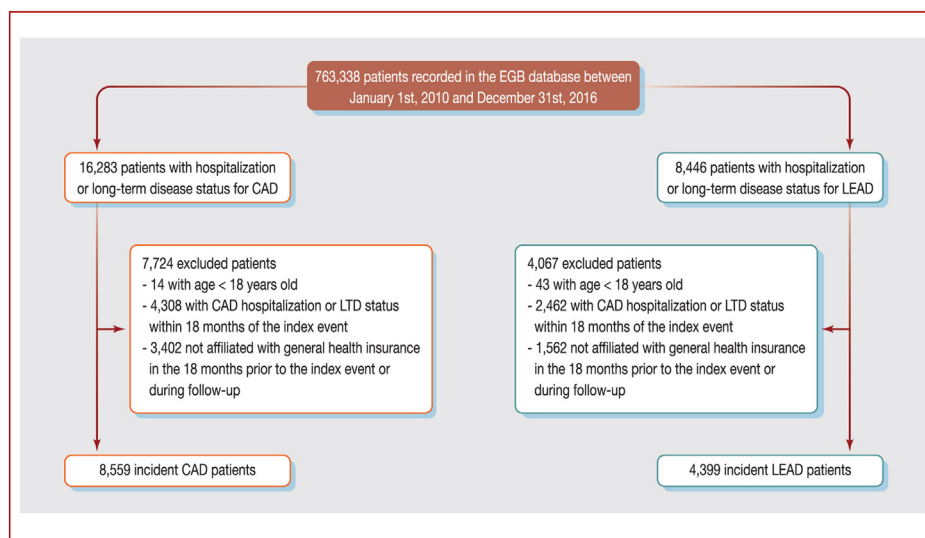 763,338 patients recorded in the EGB database between
January 1st, 2010 and December 31st, 2016
16,283 patients with hospitalization
or long-term disease status for CAD
8,446 patients with hospitalization
or long-term disease status for LEAD
7,724 excluded patients
- 14 with age < 18 years old
- 4,308 with CAD hospitalization or LTD status
within 18 months of the index event
- 3,402 not affiliated with general health insurance
in the 18 months prior to the index event or
during follow-up
4,067 excluded patients
- 43 with age < 18 years old
- 2,462 with CAD hospitalization or LTD status
within 18 months of the index event
- 1,562 not affiliated with general health insurance
in the 18 months prior to the index event or
during follow-up
8,559 incident CAD patients
4,399 incident LEAD patients